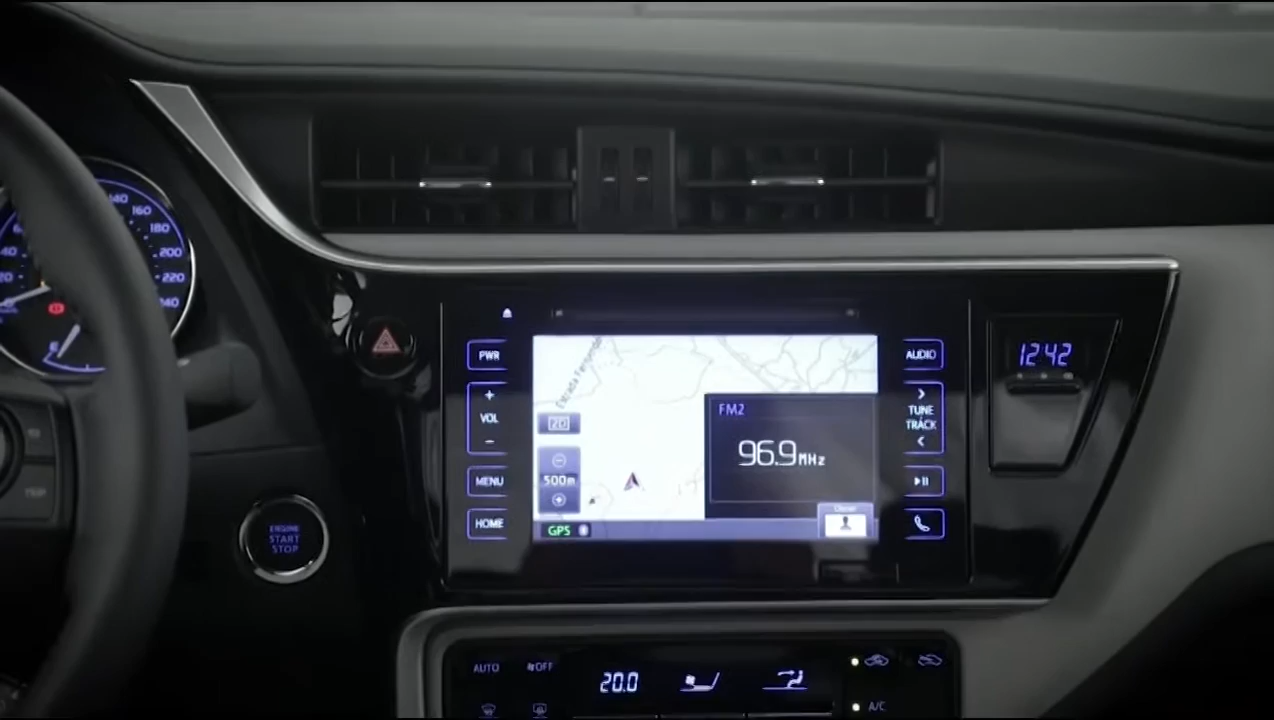 140
160
180
200
220
240
ENGINE
START
STOP
PWR
+
VOL
-
MENU
HOME
2D
500m
GPS
FM2
96.9MHz
AUDIO
TUNE
TRACK
12:42
AUTO
OFF
20.0
A/C